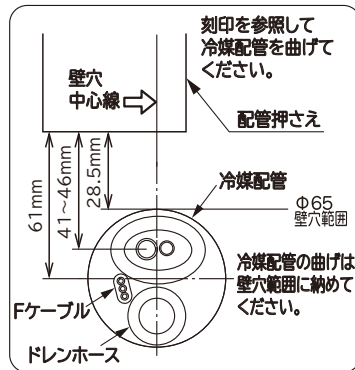 刻印を参照して
冷媒配管を曲げて
ください。
壁穴
中心線
配管押さえ
61mm
41～46mm
28.5mm
冷媒配管
Φ65
壁穴範囲
冷媒配管の曲げは
壁穴範囲に納めて
ください。
Fケーブル
ドレンホース